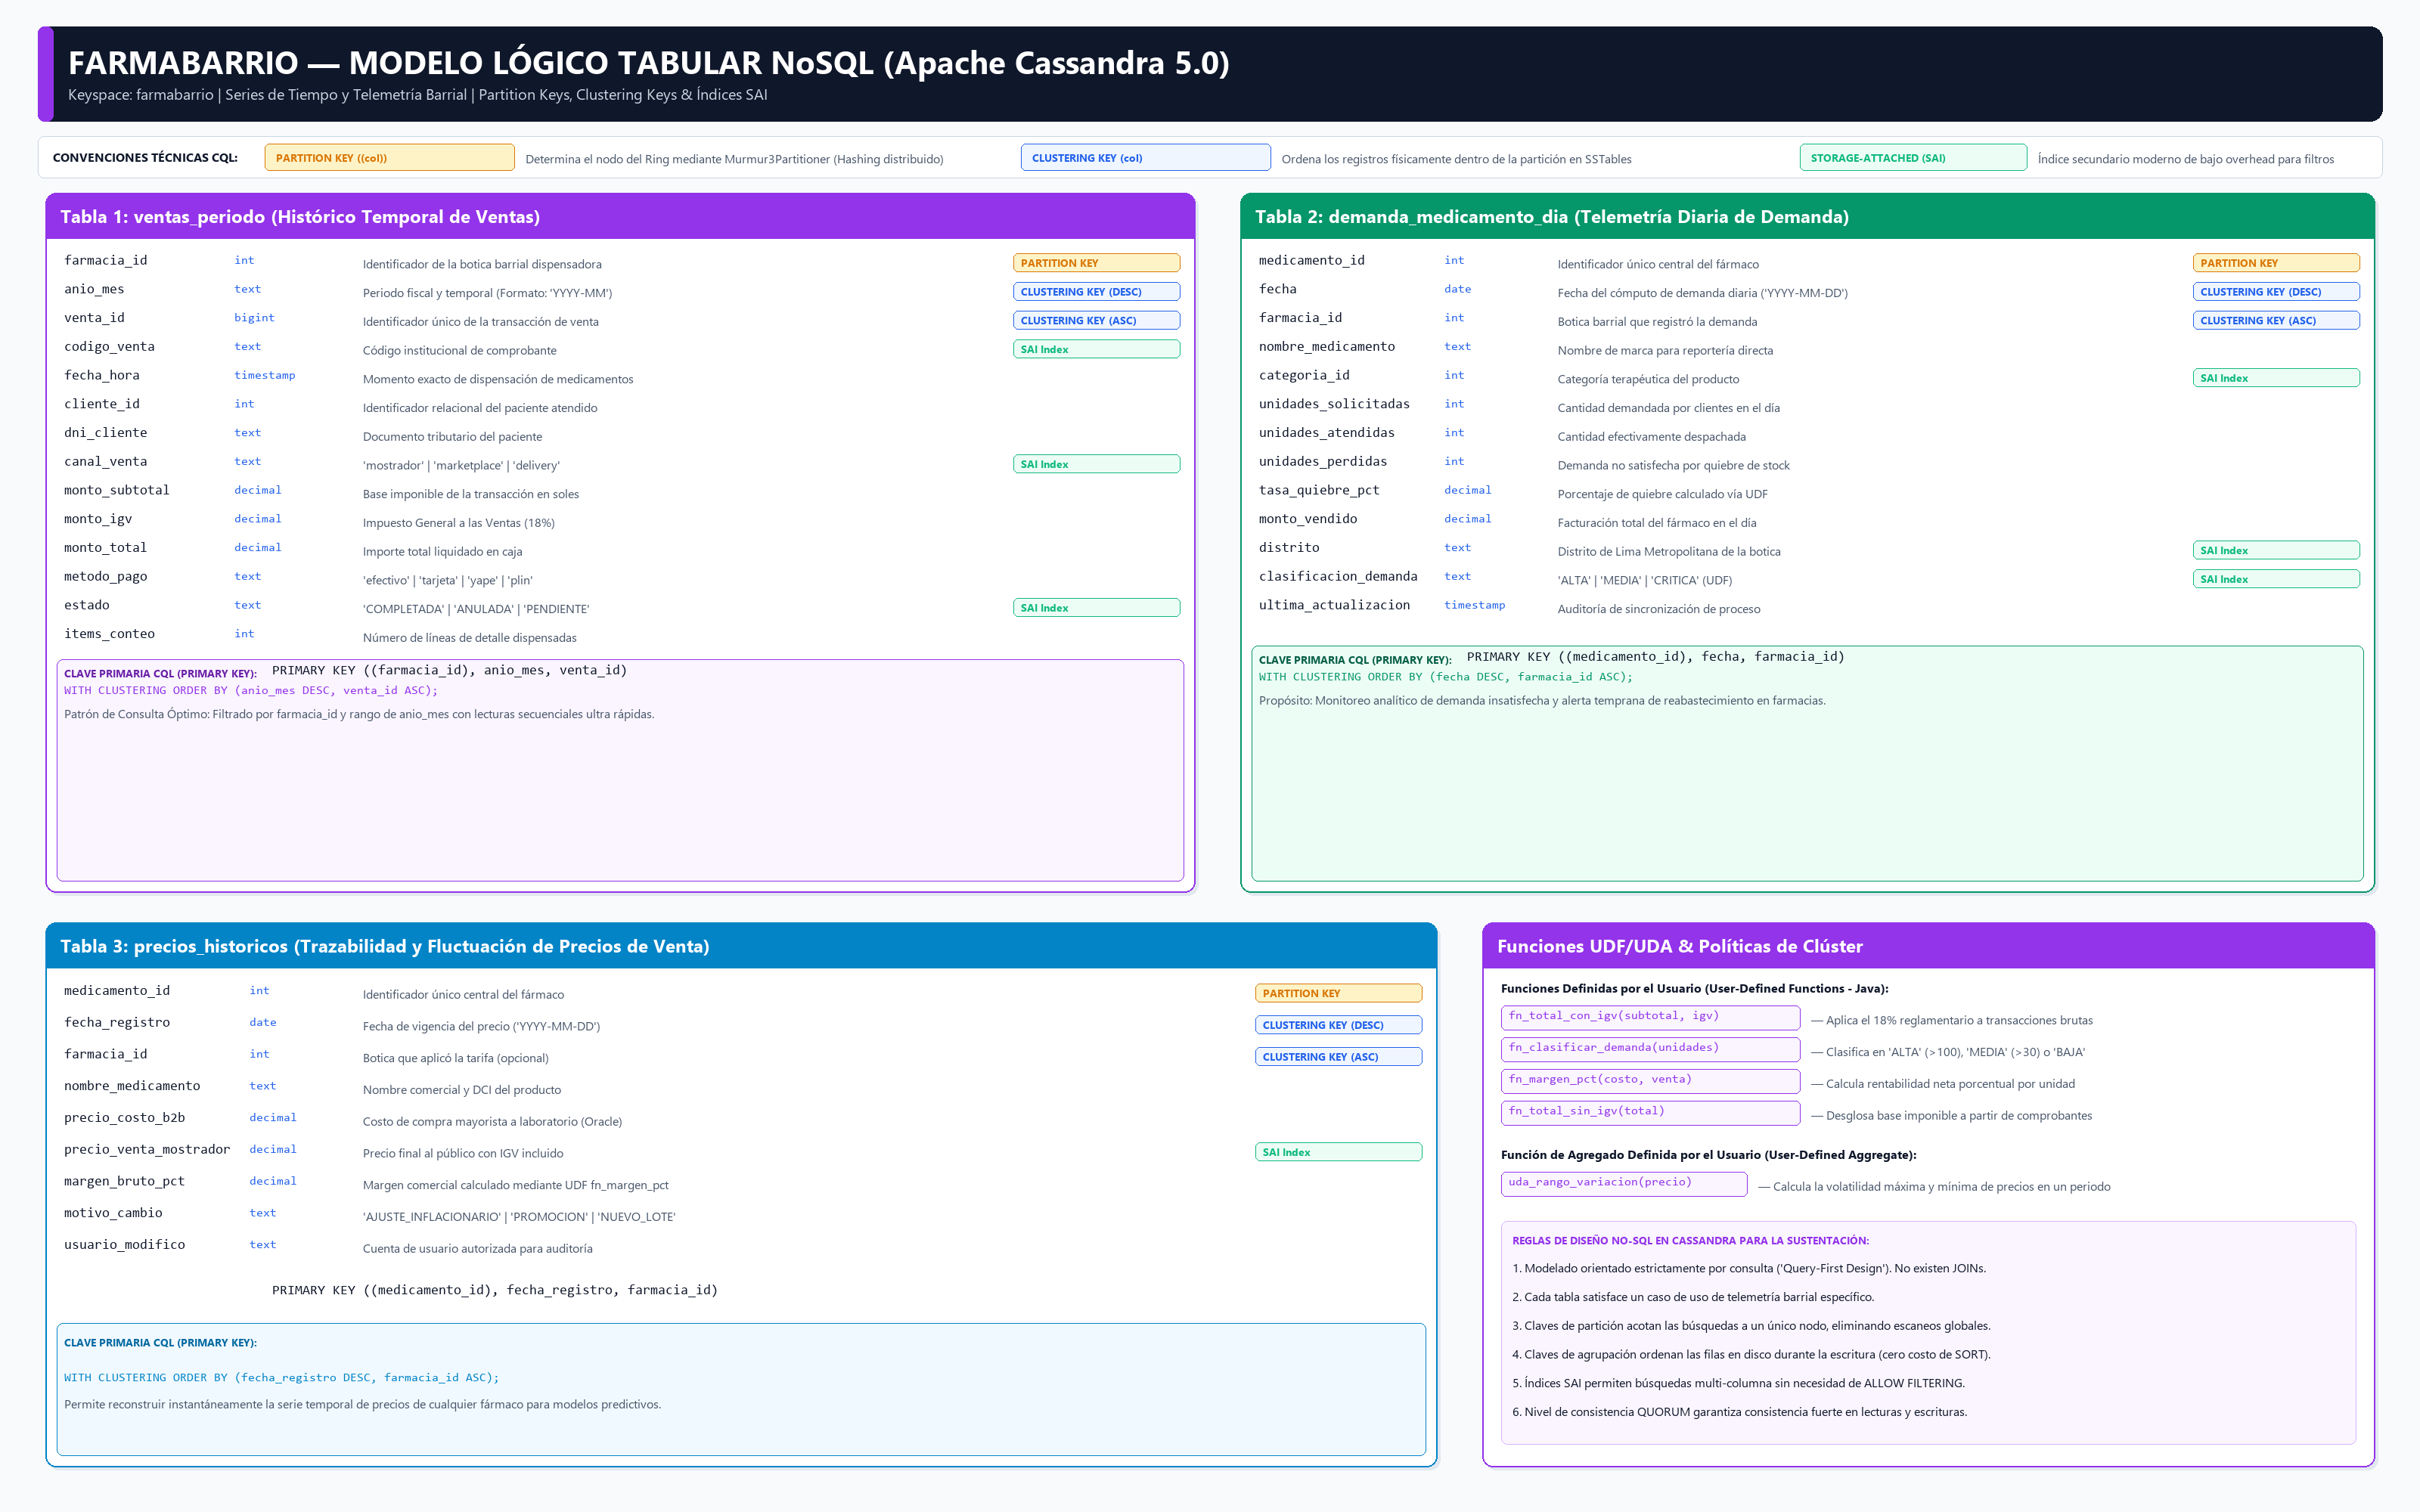 FARMABARRIO — MODELO LÓGICO TABULAR NoSQL (Apache Cassandra 5.0)
Keyspace: farmabarrio | Series de Tiempo y Telemetría Barrial | Partition Keys, Clustering Keys & Índices SAI
CONVENCIONES TÉCNICAS CQL: PARTITION KEY ((col)) Determina el nodo del Ring mediante Murmur3Partitioner (Hashing distribuido) CLUSTERING KEY (col) Ordena los registros físicamente dentro de la partición en SSTables STORAGE-ATTACHED (SAI) Índice secundario moderno de bajo overhead para filtros
Tabla 1: ventas_periodo (Histórico Temporal de Ventas)
farmacia_id int Identificador de la botica barrial dispensadora PARTITION KEY
anio_mes text Periodo fiscal y temporal (Formato: 'YYYY-MM') CLUSTERING KEY (DESC)
venta_id bigint Identificador único de la transacción de venta CLUSTERING KEY (ASC)
codigo_venta text Código institucional de comprobante SAI Index
fecha_hora timestamp Momento exacto de dispensación de medicamentos
cliente_id int Identificador relacional del paciente atendido
dni_cliente text Documento tributario del paciente
canal_venta text 'mostrador' | 'marketplace' | 'delivery' SAI Index
monto_subtotal decimal Base imponible de la transacción en soles
monto_igv decimal Impuesto General a las Ventas (18%)
monto_total decimal Importe total liquidado en caja
metodo_pago text 'efectivo' | 'tarjeta' | 'yape' | 'plin'
estado text 'COMPLETADA' | 'ANULADA' | 'PENDIENTE' SAI Index
items_conteo int Número de líneas de detalle dispensadas
CLAVE PRIMARIA CQL (PRIMARY KEY): PRIMARY KEY ((farmacia_id), anio_mes, venta_id)
WITH CLUSTERING ORDER BY (anio_mes DESC, venta_id ASC);
Patrón de Consulta Óptimo: Filtrado por farmacia_id y rango de anio_mes con lecturas secuenciales ultra rápidas.
Tabla 2: demanda_medicamento_dia (Telemetría Diaria de Demanda)
medicamento_id int Identificador único central del fármaco PARTITION KEY
fecha date Fecha del cómputo de demanda diaria ('YYYY-MM-DD') CLUSTERING KEY (DESC)
farmacia_id int Botica barrial que registró la demanda CLUSTERING KEY (ASC)
nombre_medicamento text Nombre de marca para reportería directa
categoria_id int Categoría terapéutica del producto SAI Index
unidades_solicitadas int Cantidad demandada por clientes en el día
unidades_atendidas int Cantidad efectivamente despachada
unidades_perdidas int Demanda no satisfecha por quiebre de stock
tasa_quiebre_pct decimal Porcentaje de quiebre calculado vía UDF
monto_vendido decimal Facturación total del fármaco en el día
distrito text Distrito de Lima Metropolitana de la botica SAI Index
clasificacion_demanda text 'ALTA' | 'MEDIA' | 'CRITICA' (UDF) SAI Index
ultima_actualizacion timestamp Auditoría de sincronización de proceso
CLAVE PRIMARIA CQL (PRIMARY KEY): PRIMARY KEY ((medicamento_id), fecha, farmacia_id)
WITH CLUSTERING ORDER BY (fecha DESC, farmacia_id ASC);
Propósito: Monitoreo analítico de demanda insatisfecha y alerta temprana de reabastecimiento en farmacias.
Tabla 3: precios_historicos (Trazabilidad y Fluctuación de Precios de Venta)
medicamento_id int Identificador único central del fármaco PARTITION KEY
fecha_registro date Fecha de vigencia del precio ('YYYY-MM-DD') CLUSTERING KEY (DESC)
farmacia_id int Botica que aplicó la tarifa (opcional) CLUSTERING KEY (ASC)
nombre_medicamento text Nombre comercial y DCI del producto
precio_costo_b2b decimal Costo de compra mayorista a laboratorio (Oracle)
precio_venta_mostrador decimal Precio final al público con IGV incluido SAI Index
margen_bruto_pct decimal Margen comercial calculado mediante UDF fn_margen_pct
motivo_cambio text 'AJUSTE_INFLACIONARIO' | 'PROMOCION' | 'NUEVO_LOTE'
usuario_modifico text Cuenta de usuario autorizada para auditoría
PRIMARY KEY ((medicamento_id), fecha_registro, farmacia_id)
CLAVE PRIMARIA CQL (PRIMARY KEY):
WITH CLUSTERING ORDER BY (fecha_registro DESC, farmacia_id ASC);
Permite reconstruir instantáneamente la serie temporal de precios de cualquier fármaco para modelos predictivos.
Funciones UDF/UDA & Políticas de Clúster
Funciones Definidas por el Usuario (User-Defined Functions - Java):
fn_total_con_igv(subtotal, igv) — Aplica el 18% reglamentario a transacciones brutas
fn_clasificar_demanda(unidades) — Clasifica en 'ALTA' (>100), 'MEDIA' (>30) o 'BAJA'
fn_margen_pct(costo, venta) — Calcula rentabilidad neta porcentual por unidad
fn_total_sin_igv(total) — Desglosa base imponible a partir de comprobantes
Función de Agregado Definida por el Usuario (User-Defined Aggregate):
uda_rango_variacion(precio) — Calcula la volatilidad máxima y mínima de precios en un periodo
REGLAS DE DISEÑO NO-SQL EN CASSANDRA PARA LA SUSTENTACIÓN:
1. Modelado orientado estrictamente por consulta ('Query-First Design'). No existen JOINs.
2. Cada tabla satisface un caso de uso de telemetría barrial específico.
3. Claves de partición acotan las búsquedas a un único nodo, eliminando escaneos globales.
4. Claves de agrupación ordenan las filas en disco durante la escritura (cero costo de SORT).
5. Índices SAI permiten búsquedas multi-columna sin necesidad de ALLOW FILTERING.
6. Nivel de consistencia QUORUM garantiza consistencia fuerte en lecturas y escrituras.